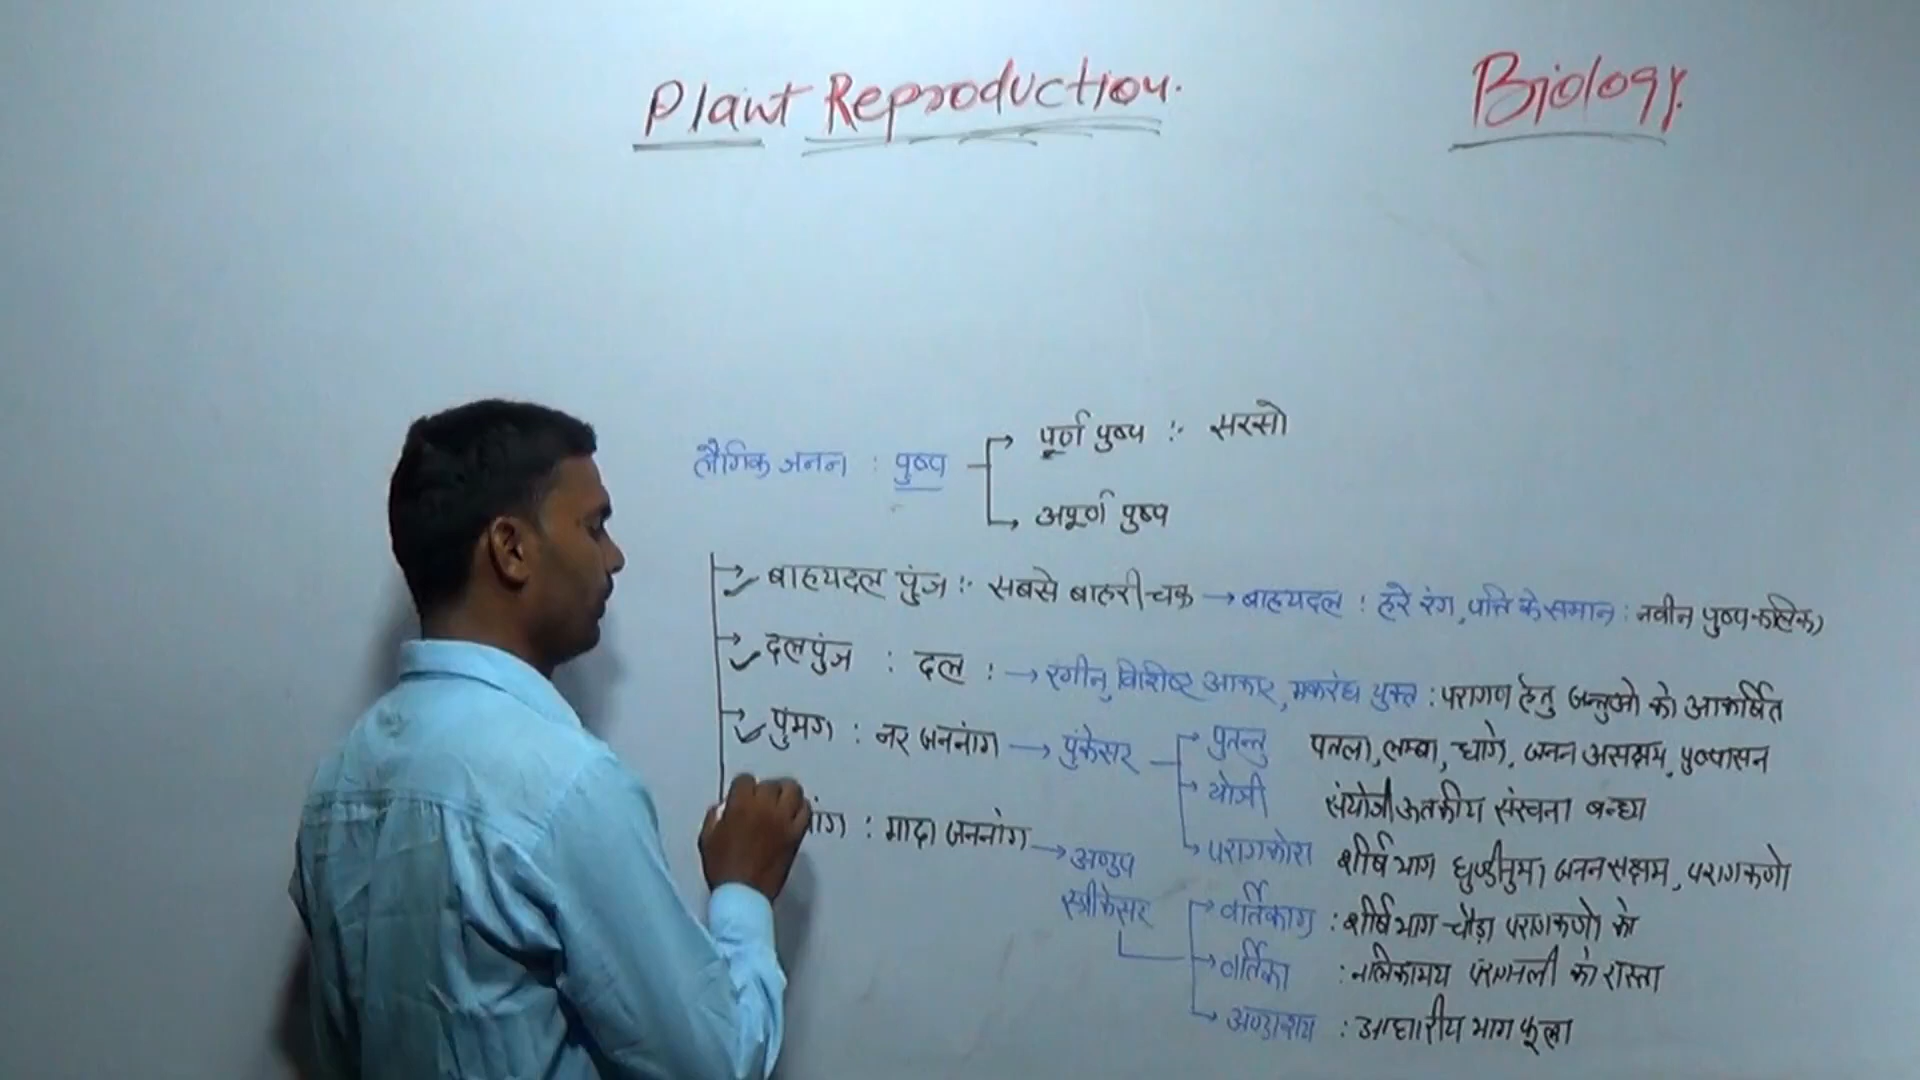 Plant Reproduction.
Biology.
लैगिक जनन : पुष्प
पूर्ण पुष्प :- सरसो
अपूर्ण पुष्प
बाह्यदल पुंज :- सबसे बाहरी चक्र → बाह्यदल : हरे रंग, पत्ति के समान : नवीन पुष्प कलिका
दलपुंज : दल : → रंगीन, विशिष्ट आकार, मकरंध युक्त : परागण हेतु जन्तुओ को आकर्षित
पुंमग : नर जननांग → पुंकेसर
पुतन्तु पतला, लम्बा, धागे, जनन असक्षम, पुष्पासन
योजी संयोजी ऊतकीय संरचना बन्ध्य
परागकोश शीर्ष भाग घुण्डीनुमा जनन सक्षम, परागकणो
ांग : मादा जननांग → अण्डप
स्त्रीकेसर
वर्तिकाग्र : शीर्ष भाग चौड़ा परागकणो को
वर्तिका : नलिकामय परागनली को रास्ता
अण्डाशय : आधारीय भाग फूला